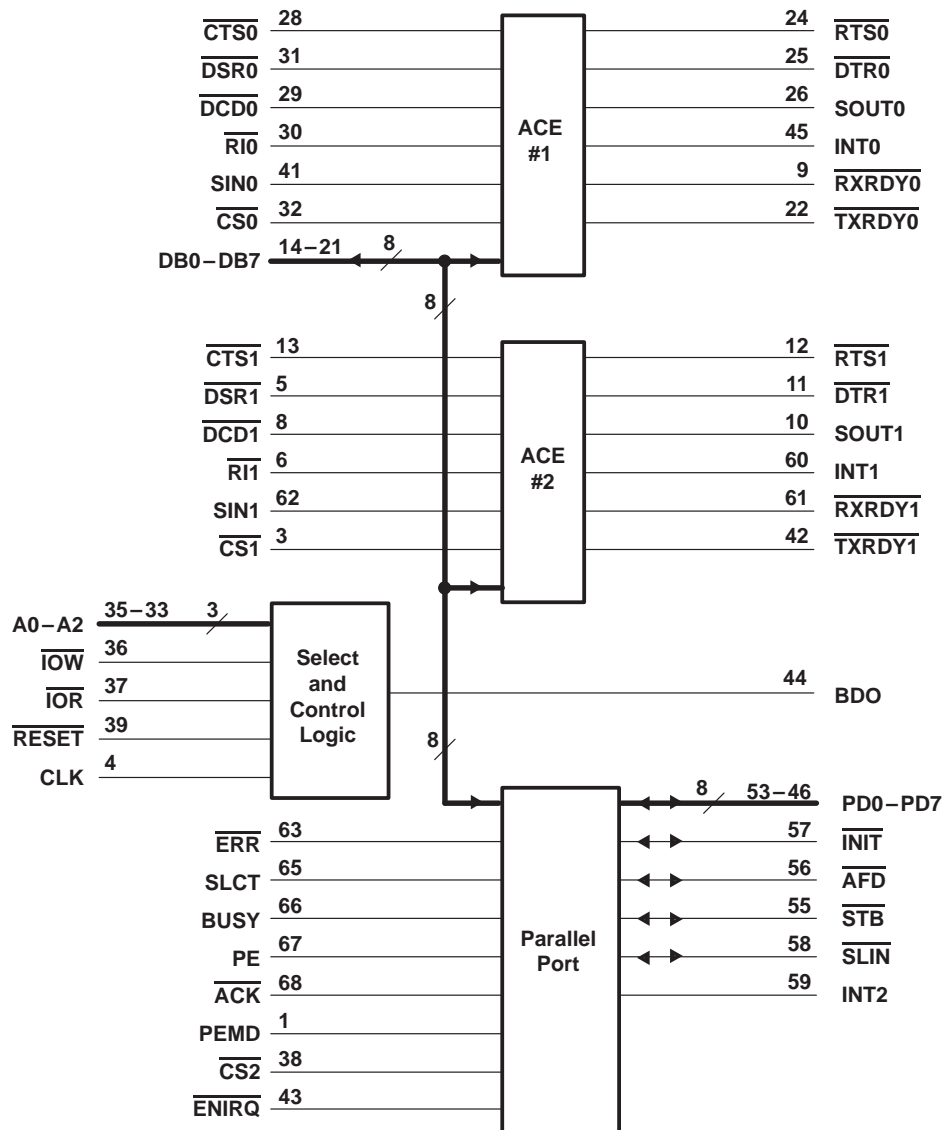 CTS0 28 24 RTS0
DSR0 31 25 DTR0
DCD0 29 26 SOUT0
ACE
#1
RI0 30 45 INT0
SIN0 41 9 RXRDY0
CS0 32 22 TXRDY0
DB0–DB7 14–21 8
8
CTS1 13 12 RTS1
DSR1 5 11 DTR1
DCD1 8 10 SOUT1
ACE
#2
RI1 6 60 INT1
SIN1 62 61 RXRDY1
CS1 3 42 TXRDY1
A0–A2 35–33 3
IOW 36
Select
and
Control
Logic
44 BDO
IOR 37
RESET 39
8
CLK 4
8 53–46 PD0–PD7
ERR 63 57 INIT
SLCT 65 56 AFD
BUSY 66 55 STB
Parallel
Port
PE 67 58 SLIN
ACK 68 59 INT2
PEMD 1
CS2 38
ENIRQ 43